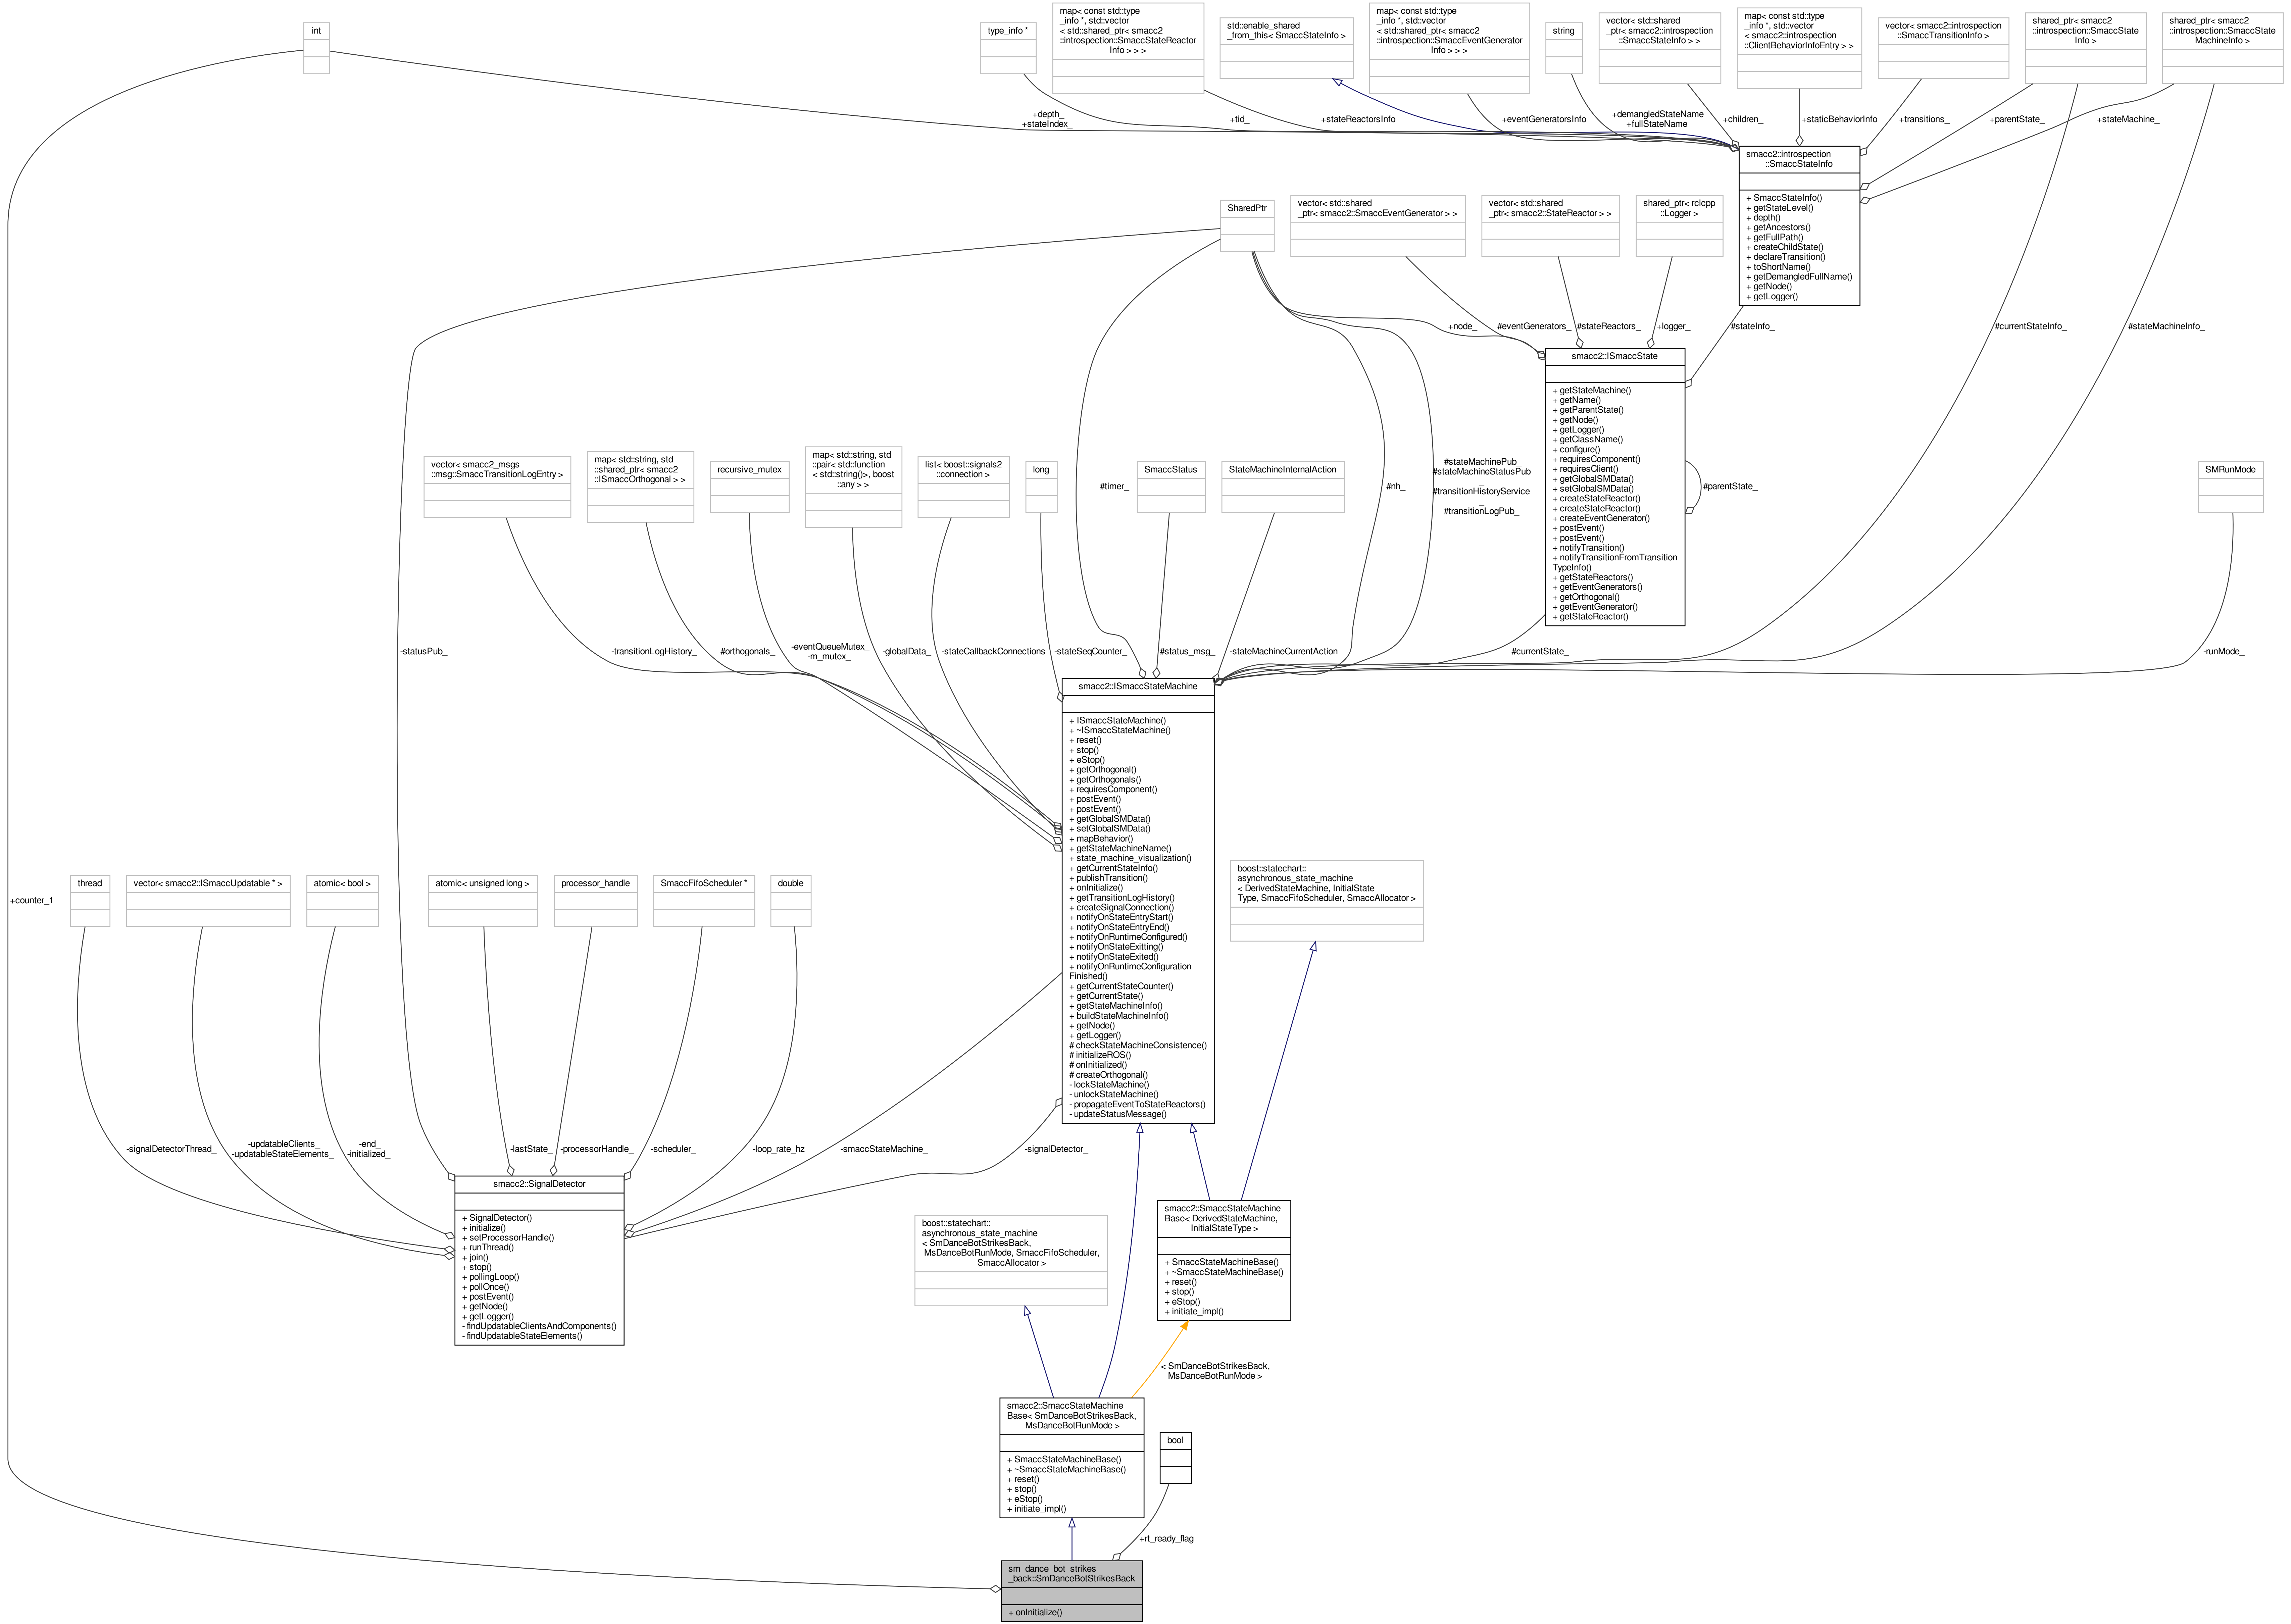 int
type_info *
map< const std::type
_info *, std::vector
< std::shared_ptr< smacc2
::introspection::SmaccStateReactor
Info > > >
std::enable_shared
_from_this< SmaccStateInfo >
map< const std::type
_info *, std::vector
< std::shared_ptr< smacc2
::introspection::SmaccEventGenerator
Info > > >
string
vector< std::shared
_ptr< smacc2::introspection
::SmaccStateInfo > >
map< const std::type
_info *, std::vector
< smacc2::introspection
::ClientBehaviorInfoEntry > >
vector< smacc2::introspection
::SmaccTransitionInfo >
shared_ptr< smacc2
::introspection::SmaccState
Info >
shared_ptr< smacc2
::introspection::SmaccState
MachineInfo >
+depth_
+stateIndex_
+tid_
+stateReactorsInfo
+eventGeneratorsInfo
+demangledStateName
+fullStateName
+children_
+staticBehaviorInfo
+transitions_
+parentState_
+stateMachine_
smacc2::introspection
::SmaccStateInfo
+ SmaccStateInfo()
+ getStateLevel()
+ depth()
+ getAncestors()
+ getFullPath()
+ createChildState()
+ declareTransition()
+ toShortName()
+ getDemangledFullName()
+ getNode()
+ getLogger()
SharedPtr
vector< std::shared
_ptr< smacc2::SmaccEventGenerator > >
vector< std::shared
_ptr< smacc2::StateReactor > >
shared_ptr< rclcpp
::Logger >
+node_
#eventGenerators_
#stateReactors_
+logger_
#stateInfo_
#currentStateInfo_
#stateMachineInfo_
smacc2::ISmaccState
+ getStateMachine()
+ getName()
+ getParentState()
+ getNode()
+ getLogger()
+ getClassName()
+ configure()
+ requiresComponent()
+ requiresClient()
+ getGlobalSMData()
+ setGlobalSMData()
+ createStateReactor()
+ createStateReactor()
+ createEventGenerator()
+ postEvent()
+ postEvent()
+ notifyTransition()
+ notifyTransitionFromTransition
TypeInfo()
+ getStateReactors()
+ getEventGenerators()
+ getOrthogonal()
+ getEventGenerator()
+ getStateReactor()
#parentState_
vector< smacc2_msgs
::msg::SmaccTransitionLogEntry >
map< std::string, std
::shared_ptr< smacc2
::ISmaccOrthogonal > >
recursive_mutex
map< std::string, std
::pair< std::function
< std::string()>, boost
::any > >
list< boost::signals2
::connection >
long
SmaccStatus
StateMachineInternalAction
SMRunMode
#timer_
#nh_
#stateMachinePub_
#stateMachineStatusPub
_
#transitionHistoryService
_
#transitionLogPub_
-statusPub_
-transitionLogHistory_
#orthogonals_
-eventQueueMutex_
-m_mutex_
-globalData_
-stateCallbackConnections
-stateSeqCounter_
#status_msg_
-stateMachineCurrentAction
#currentState_
-runMode_
smacc2::ISmaccStateMachine
+ ISmaccStateMachine()
+ ~ISmaccStateMachine()
+ reset()
+ stop()
+ eStop()
+ getOrthogonal()
+ getOrthogonals()
+ requiresComponent()
+ postEvent()
+ postEvent()
+ getGlobalSMData()
+ setGlobalSMData()
+ mapBehavior()
+ getStateMachineName()
+ state_machine_visualization()
+ getCurrentStateInfo()
+ publishTransition()
+ onInitialize()
+ getTransitionLogHistory()
+ createSignalConnection()
+ notifyOnStateEntryStart()
+ notifyOnStateEntryEnd()
+ notifyOnRuntimeConfigured()
+ notifyOnStateExitting()
+ notifyOnStateExited()
+ notifyOnRuntimeConfiguration
Finished()
+ getCurrentStateCounter()
+ getCurrentState()
+ getStateMachineInfo()
+ buildStateMachineInfo()
+ getNode()
+ getLogger()
# checkStateMachineConsistence()
# initializeROS()
# onInitialized()
# createOrthogonal()
- lockStateMachine()
- unlockStateMachine()
- propagateEventToStateReactors()
- updateStatusMessage()
+counter_1
thread
vector< smacc2::ISmaccUpdatable * >
atomic< bool >
atomic< unsigned long >
processor_handle
SmaccFifoScheduler *
double
boost::statechart::
asynchronous_state_machine
< DerivedStateMachine, InitialState
Type, SmaccFifoScheduler, SmaccAllocator >
-signalDetectorThread_
-updatableClients_
-updatableStateElements_
-end_
-initialized_
-lastState_
-processorHandle_
-scheduler_
-loop_rate_hz
-smaccStateMachine_
-signalDetector_
smacc2::SignalDetector
+ SignalDetector()
+ initialize()
+ setProcessorHandle()
+ runThread()
+ join()
+ stop()
+ pollingLoop()
+ pollOnce()
+ postEvent()
+ getNode()
+ getLogger()
- findUpdatableClientsAndComponents()
- findUpdatableStateElements()
boost::statechart::
asynchronous_state_machine
< SmDanceBotStrikesBack,
MsDanceBotRunMode, SmaccFifoScheduler,
SmaccAllocator >
smacc2::SmaccStateMachine
Base< DerivedStateMachine,
InitialStateType >
+ SmaccStateMachineBase()
+ ~SmaccStateMachineBase()
+ reset()
+ stop()
+ eStop()
+ initiate_impl()
< SmDanceBotStrikesBack,
MsDanceBotRunMode >
smacc2::SmaccStateMachine
Base< SmDanceBotStrikesBack,
MsDanceBotRunMode >
+ SmaccStateMachineBase()
+ ~SmaccStateMachineBase()
+ reset()
+ stop()
+ eStop()
+ initiate_impl()
bool
+rt_ready_flag
sm_dance_bot_strikes
_back::SmDanceBotStrikesBack
+ onInitialize()